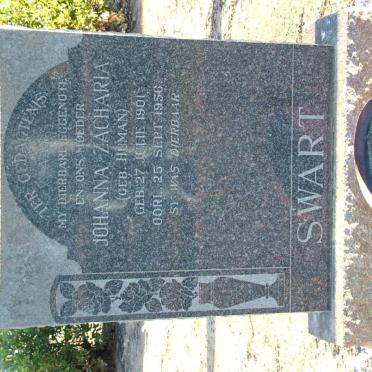 TER GEDAGTENIS
MY DIERBARE EGGENOTE
EN ONS MOEDER
JOHANNA ZACHARIA
(GEB. HUMAN)
GEB. 27 JULIE 1901
OORL. 25 SEPT. 1956
SY WAS DIERBAAR
SWART